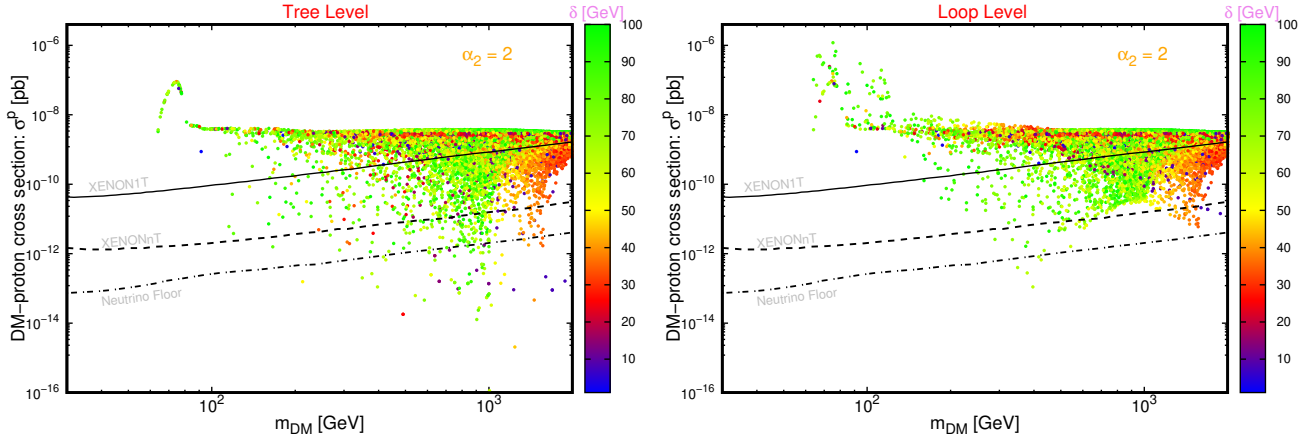 Tree Level
δ [GeV]
α₂ = 2
DM−proton cross section: σᵖ [pb]
10⁻⁶
10⁻⁸
10⁻¹⁰
10⁻¹²
10⁻¹⁴
10⁻¹⁶
XENON1T
XENONnT
Neutrino Floor
10²
10³
m_DM [GeV]
100
90
80
70
60
50
40
30
20
10
Loop Level
δ [GeV]
α₂ = 2
DM−proton cross section: σᵖ [pb]
10⁻⁶
10⁻⁸
10⁻¹⁰
10⁻¹²
10⁻¹⁴
10⁻¹⁶
XENON1T
XENONnT
Neutrino Floor
10²
10³
m_DM [GeV]
100
90
80
70
60
50
40
30
20
10